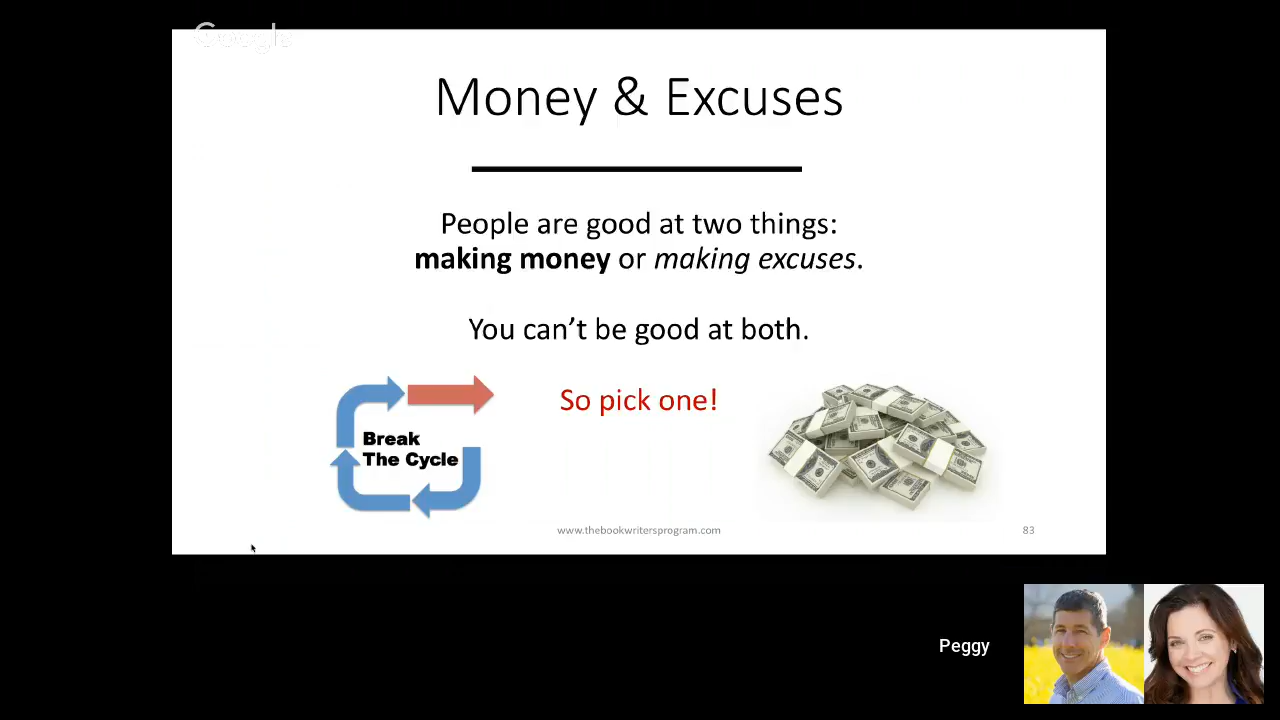 Google
Money & Excuses
People are good at two things:
making money or making excuses.
You can’t be good at both.
So pick one!
Break
The Cycle
www.thebookwritersprogram.com
83
Peggy